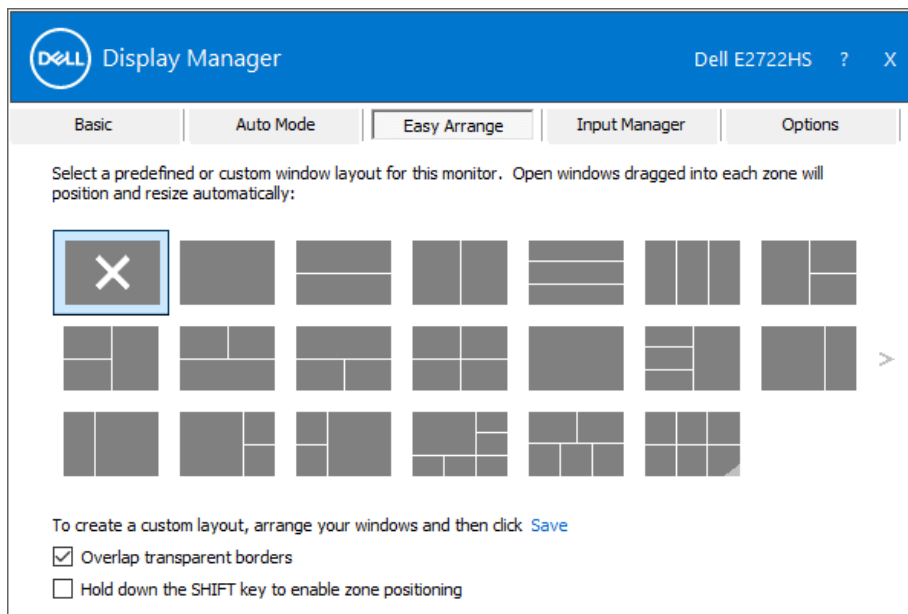 DELL Display Manager Dell E2722HS ? X
Basic Auto Mode Easy Arrange Input Manager Options
Select a predefined or custom window layout for this monitor. Open windows dragged into each zone will
position and resize automatically:
>
To create a custom layout, arrange your windows and then click Save
Overlap transparent borders
Hold down the SHIFT key to enable zone positioning